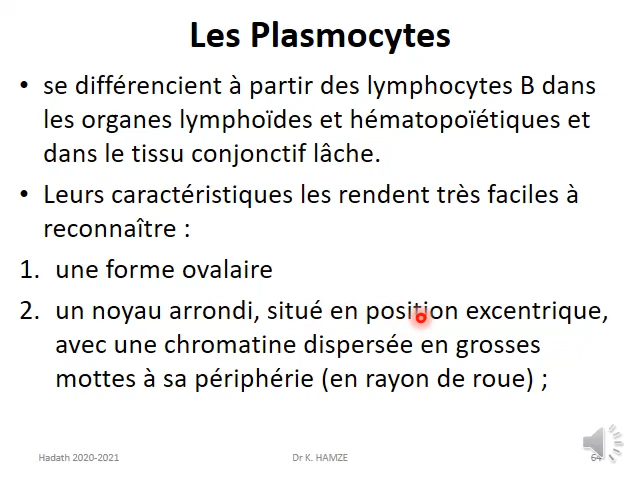 Les Plasmocytes
• se différencient à partir des lymphocytes B dans
les organes lymphoïdes et hématopoïétiques et
dans le tissu conjonctif lâche.
• Leurs caractéristiques les rendent très faciles à
reconnaître :
1. une forme ovalaire
2. un noyau arrondi, situé en position excentrique,
avec une chromatine dispersée en grosses
mottes à sa périphérie (en rayon de roue) ;
Hadath 2020-2021
Dr K. HAMZE
64